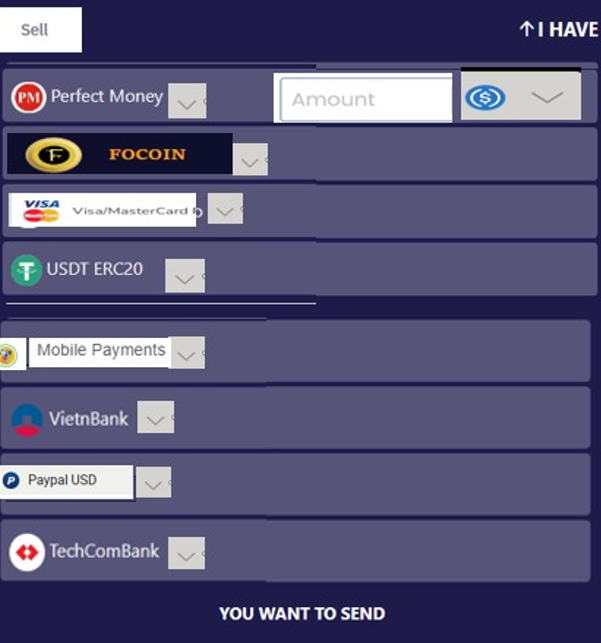 Sell
↑ I HAVE
PM Perfect Money Amount
FOCOIN
VISA MasterCard Visa/MasterCard
USDT ERC20
Mobile Payments
VietnBank
Paypal USD
TechComBank
YOU WANT TO SEND